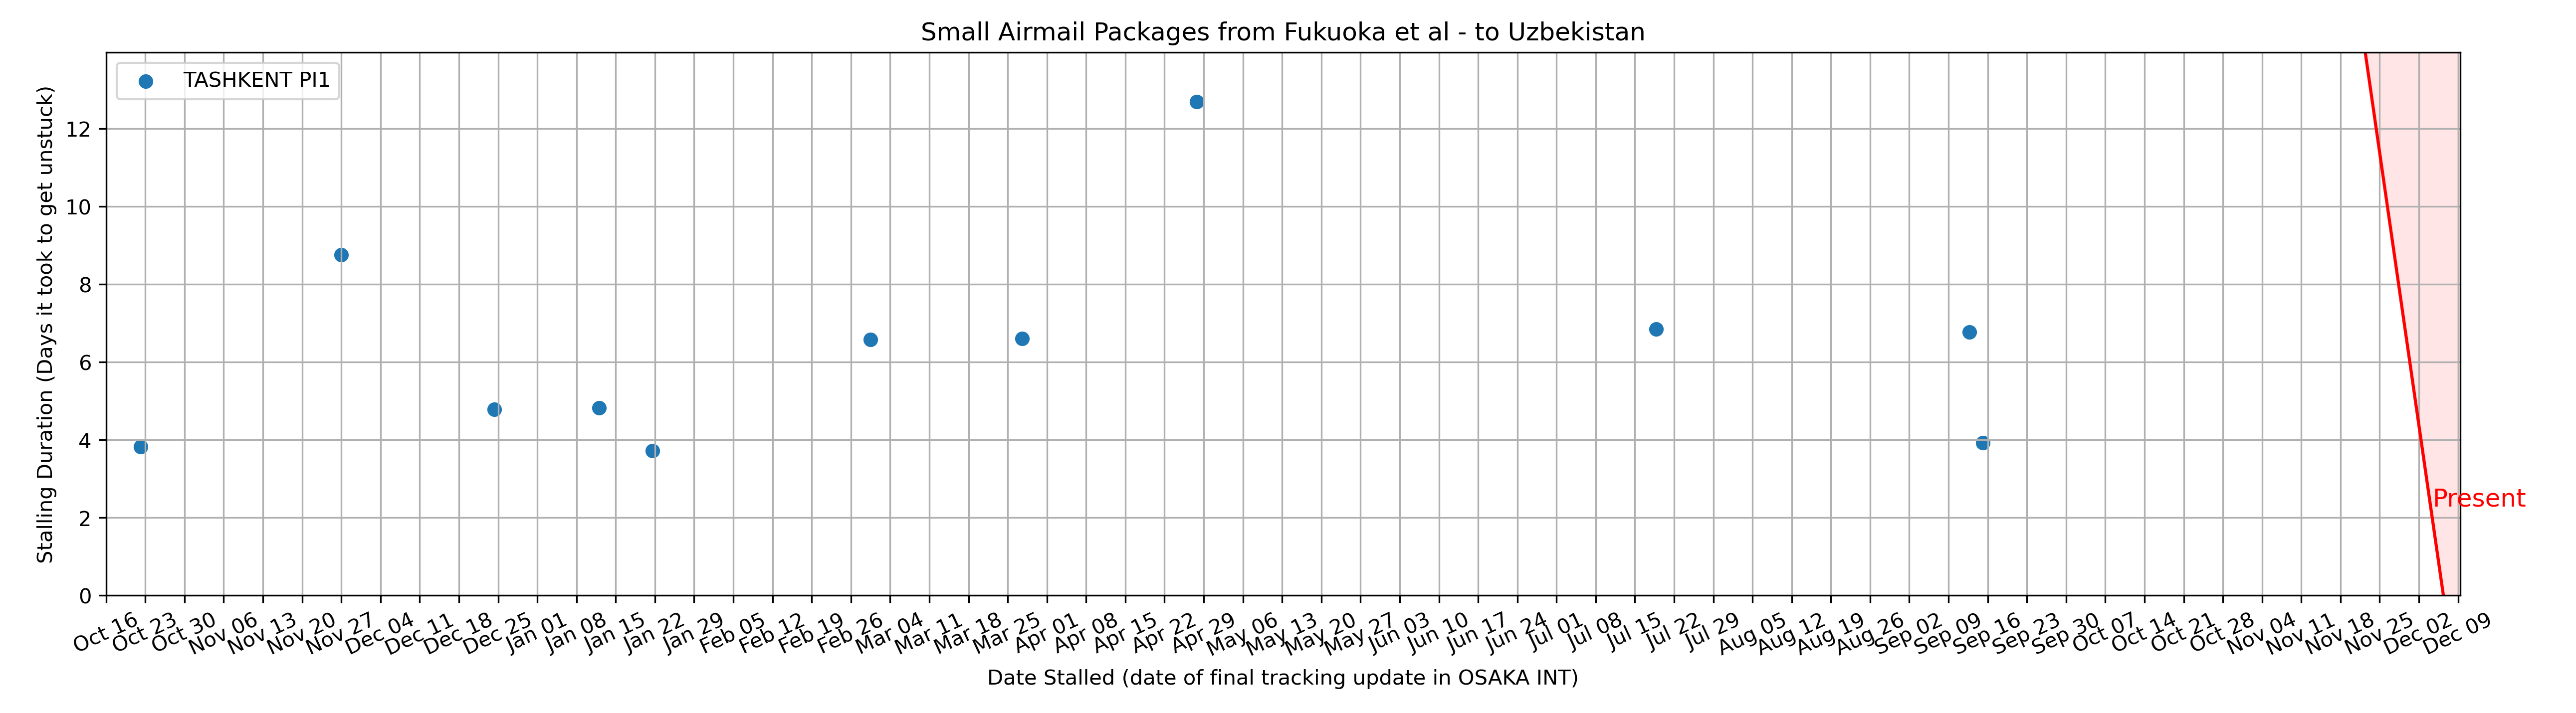 Small Airmail Packages from Fukuoka et al - to Uzbekistan
TASHKENT PI1
Stalling Duration (Days it took to get unstuck)
12
10
8
6
4
2
0
Present
Oct 16
Oct 23
Oct 30
Nov 06
Nov 13
Nov 20
Nov 27
Dec 04
Dec 11
Dec 18
Dec 25
Jan 01
Jan 08
Jan 15
Jan 22
Jan 29
Feb 05
Feb 12
Feb 19
Feb 26
Mar 04
Mar 11
Mar 18
Mar 25
Apr 01
Apr 08
Apr 15
Apr 22
Apr 29
May 06
May 13
May 20
May 27
Jun 03
Jun 10
Jun 17
Jun 24
Jul 01
Jul 08
Jul 15
Jul 22
Jul 29
Aug 05
Aug 12
Aug 19
Aug 26
Sep 02
Sep 09
Sep 16
Sep 23
Sep 30
Oct 07
Oct 14
Oct 21
Oct 28
Nov 04
Nov 11
Nov 18
Nov 25
Dec 02
Dec 09
Date Stalled (date of final tracking update in OSAKA INT)